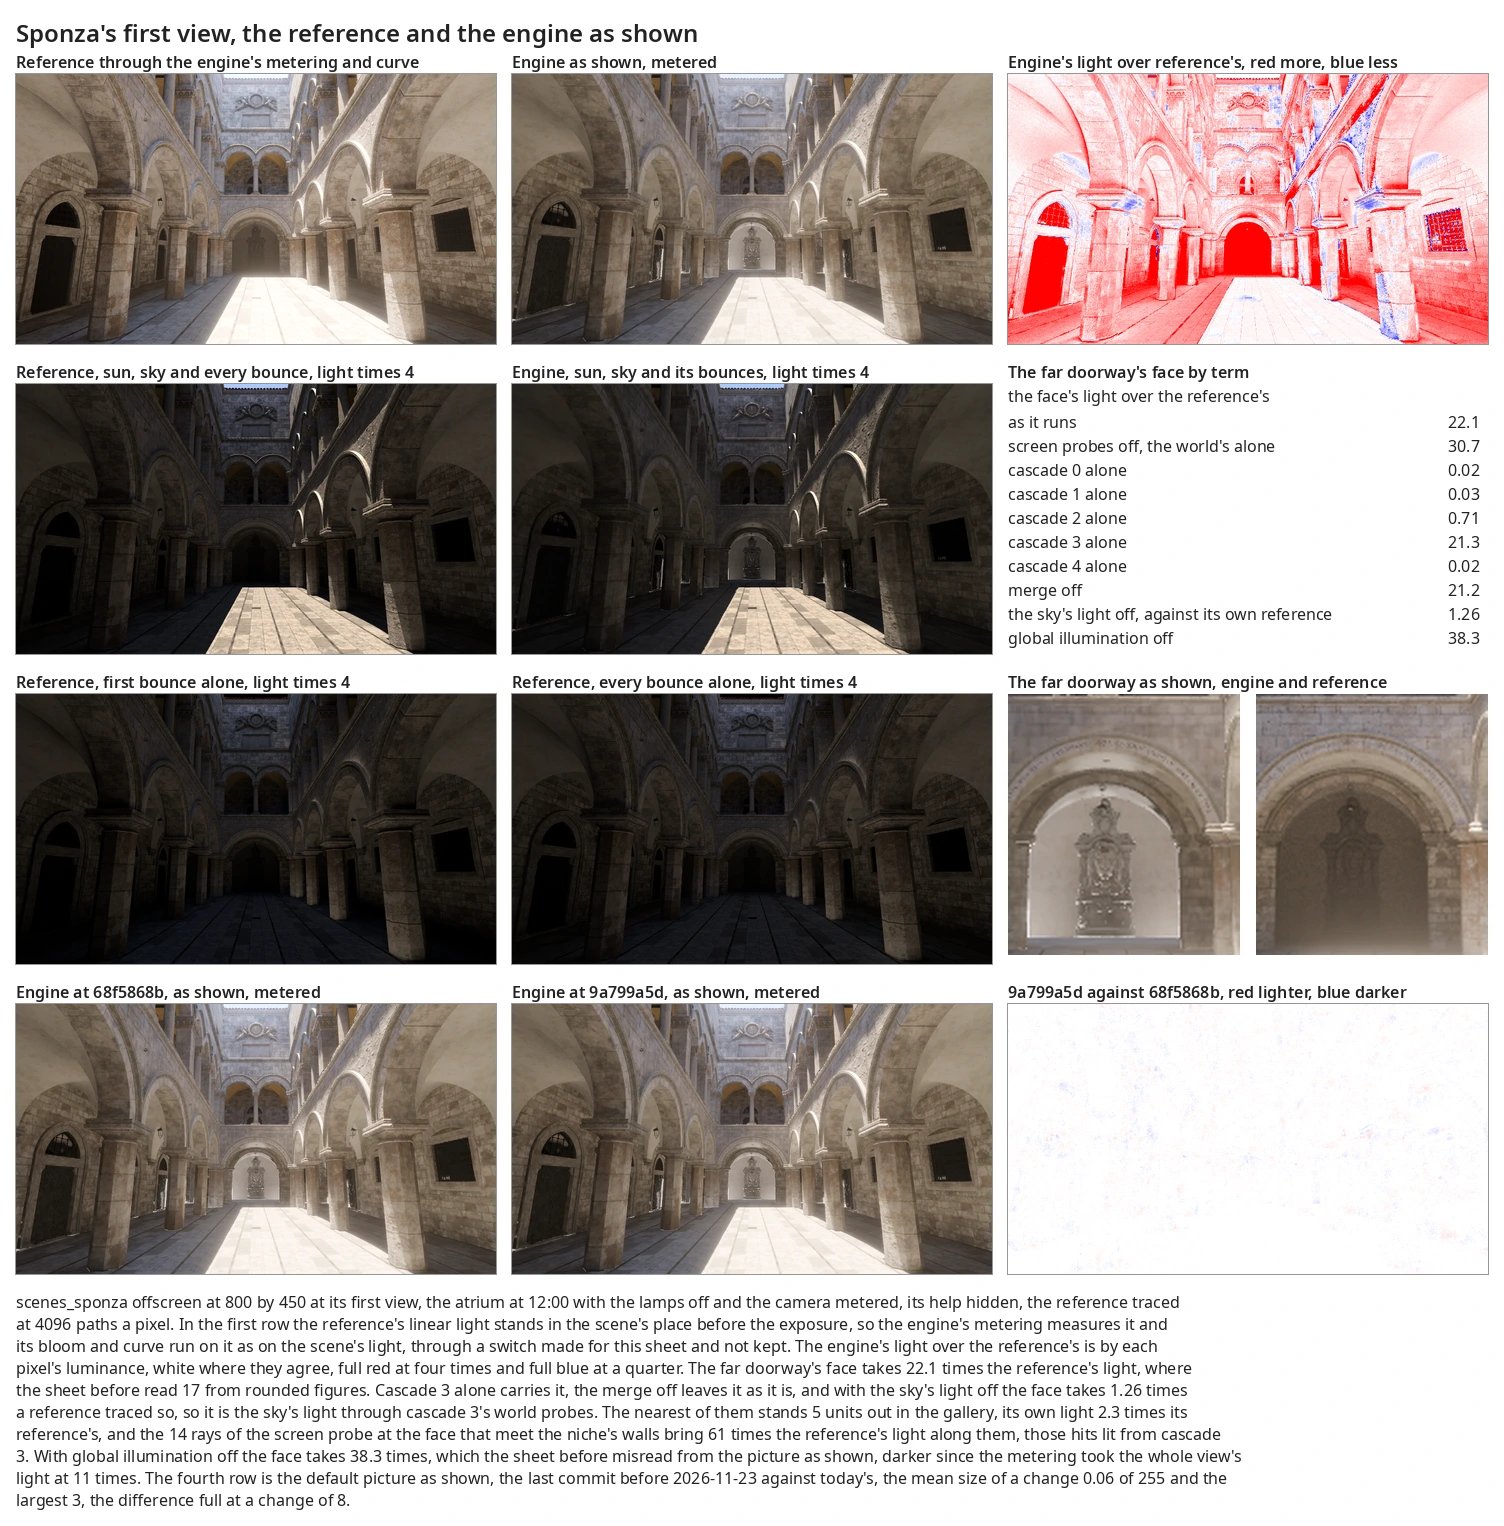 Sponza's first view, the reference and the engine as shown
Reference through the engine's metering and curve
Engine as shown, metered
Engine's light over reference's, red more, blue less
Reference, sun, sky and every bounce, light times 4
Engine, sun, sky and its bounces, light times 4
The far doorway's face by term
the face's light over the reference's
as it runs 22.1
screen probes off, the world's alone 30.7
cascade 0 alone 0.02
cascade 1 alone 0.03
cascade 2 alone 0.71
cascade 3 alone 21.3
cascade 4 alone 0.02
merge off 21.2
the sky's light off, against its own reference 1.26
global illumination off 38.3
Reference, first bounce alone, light times 4
Reference, every bounce alone, light times 4
The far doorway as shown, engine and reference
Engine at 68f5868b, as shown, metered
Engine at 9a799a5d, as shown, metered
9a799a5d against 68f5868b, red lighter, blue darker
scenes_sponza offscreen at 800 by 450 at its first view, the atrium at 12:00 with the lamps off and the camera metered, its help hidden, the reference traced
at 4096 paths a pixel. In the first row the reference's linear light stands in the scene's place before the exposure, so the engine's metering measures it and
its bloom and curve run on it as on the scene's light, through a switch made for this sheet and not kept. The engine's light over the reference's is by each
pixel's luminance, white where they agree, full red at four times and full blue at a quarter. The far doorway's face takes 22.1 times the reference's light, where
the sheet before read 17 from rounded figures. Cascade 3 alone carries it, the merge off leaves it as it is, and with the sky's light off the face takes 1.26 times
a reference traced so, so it is the sky's light through cascade 3's world probes. The nearest of them stands 5 units out in the gallery, its own light 2.3 times its
reference's, and the 14 rays of the screen probe at the face that meet the niche's walls bring 61 times the reference's light along them, those hits lit from cascade
3. With global illumination off the face takes 38.3 times, which the sheet before misread from the picture as shown, darker since the metering took the whole view's
light at 11 times. The fourth row is the default picture as shown, the last commit before 2026-11-23 against today's, the mean size of a change 0.06 of 255 and the
largest 3, the difference full at a change of 8.